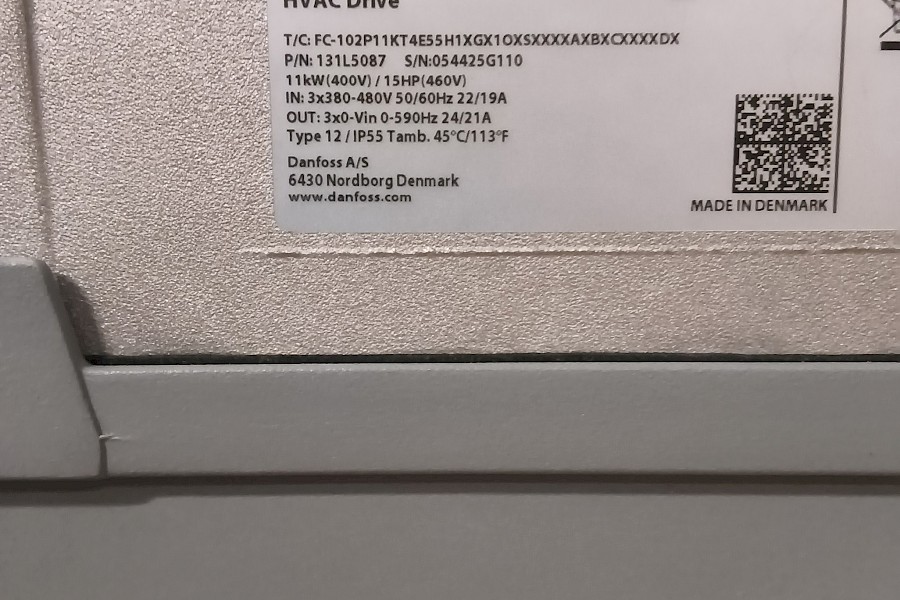 HVAC Drive
T/C: FC-102P11KT4E55H1XGX1OXSXXXXAXBXCXXXXDX
P/N: 131L5087 S/N:054425G110
11kW(400V) / 15HP(460V)
IN: 3x380-480V 50/60Hz 22/19A
OUT: 3x0-Vin 0-590Hz 24/21A
Type 12 / IP55 Tamb. 45°C/113°F
Danfoss A/S
6430 Nordborg Denmark
www.danfoss.com
MADE IN DENMARK